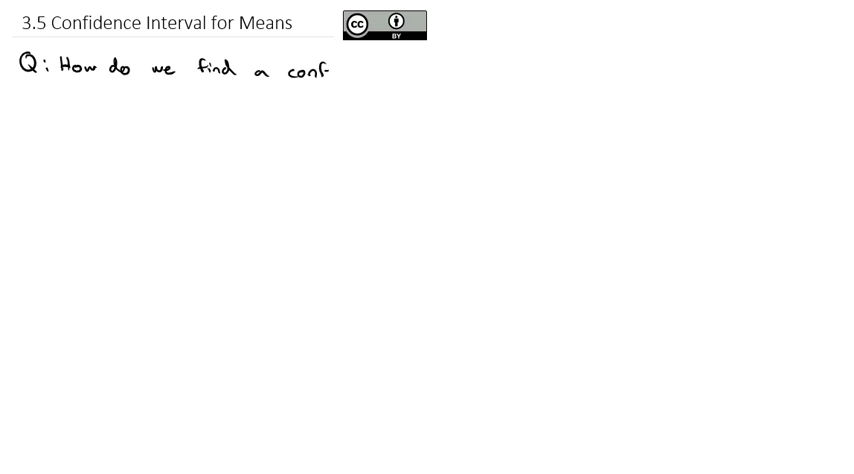 3.5 Confidence Interval for Means
cc
BY
Q: How do we find a conf